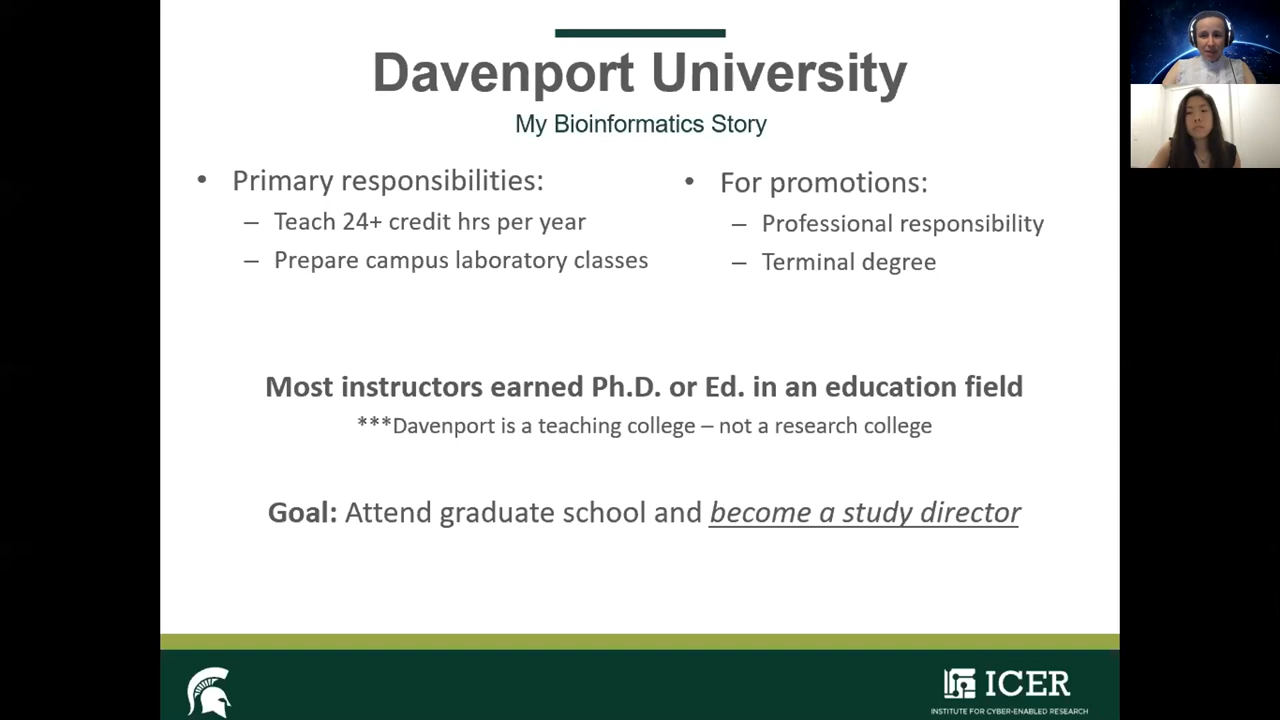 Davenport University
My Bioinformatics Story
• Primary responsibilities:
– Teach 24+ credit hrs per year
– Prepare campus laboratory classes
• For promotions:
– Professional responsibility
– Terminal degree
Most instructors earned Ph.D. or Ed. in an education field
***Davenport is a teaching college – not a research college
Goal: Attend graduate school and become a study director
ICER
INSTITUTE FOR CYBER-ENABLED RESEARCH